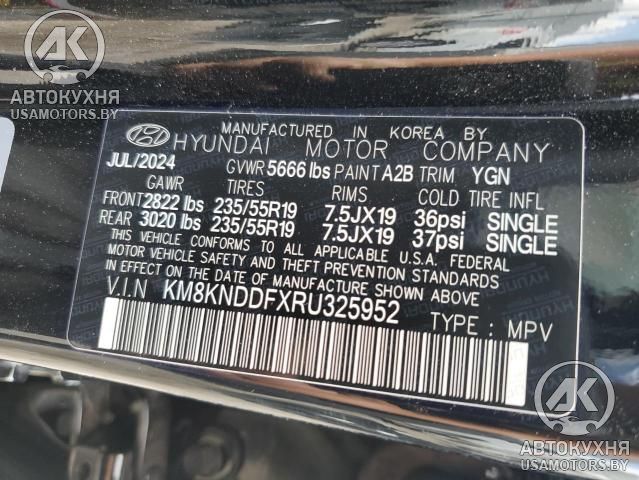 AK
АВТОКУХНЯ
USAMOTORS.BY
MANUFACTURED IN KOREA BY
HYUNDAI MOTOR COMPANY
JUL/2024 GVWR 5666 lbs PAINT A2B TRIM YGN
GAWR TIRES RIMS COLD TIRE INFL
FRONT 2822 lbs 235/55R19 7.5JX19 36psi SINGLE
REAR 3020 lbs 235/55R19 7.5JX19 37psi SINGLE
THIS VEHICLE CONFORMS TO ALL APPLICABLE U.S.A. FEDERAL
MOTOR VEHICLE SAFETY AND THEFT PREVENTION STANDARDS
IN EFFECT ON THE DATE OF MANUFACTURE SHOWN ABOVE.
V.I.N KM8KNDDFXRU325952
TYPE : MPV
AK
АВТОКУХНЯ
USAMOTORS.BY